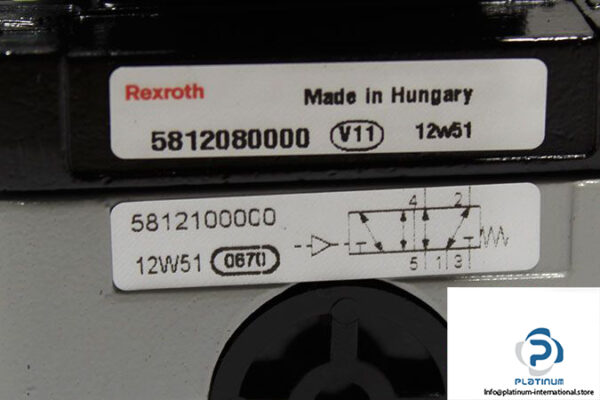 Rexroth Made in Hungary
5812080000 V11 12W51
5812100000
12W51 0670
4 2
5 1 3
PLATINUM
Info@platinum-international.store